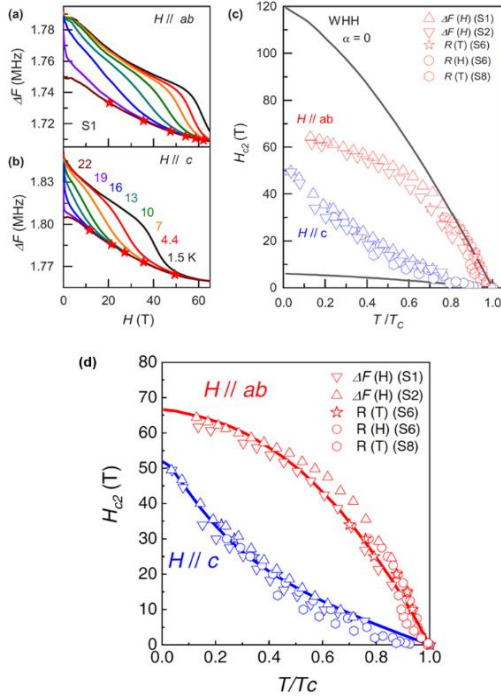 (a)
H // ab
ΔF (MHz)
1.78
1.76
1.74
1.72
S1
(b)
H // c
ΔF (MHz)
1.83
1.80
1.77
22
19
16
13
10
7
4.4
1.5 K
0 20 40 60
H (T)
(c)
WHH
α = 0
ΔF (H) (S1)
ΔF (H) (S2)
R (T) (S6)
R (H) (S6)
R (T) (S8)
H // ab
H // c
Hc2 (T)
120
100
80
60
40
20
0
0.0 0.2 0.4 0.6 0.8 1.0
T/Tc
(d)
H // ab
ΔF (H) (S1)
ΔF (H) (S2)
R (T) (S6)
R (H) (S6)
R (T) (S8)
H // c
Hc2 (T)
80
70
60
50
40
30
20
10
0
0.0 0.2 0.4 0.6 0.8 1.0
T/Tc